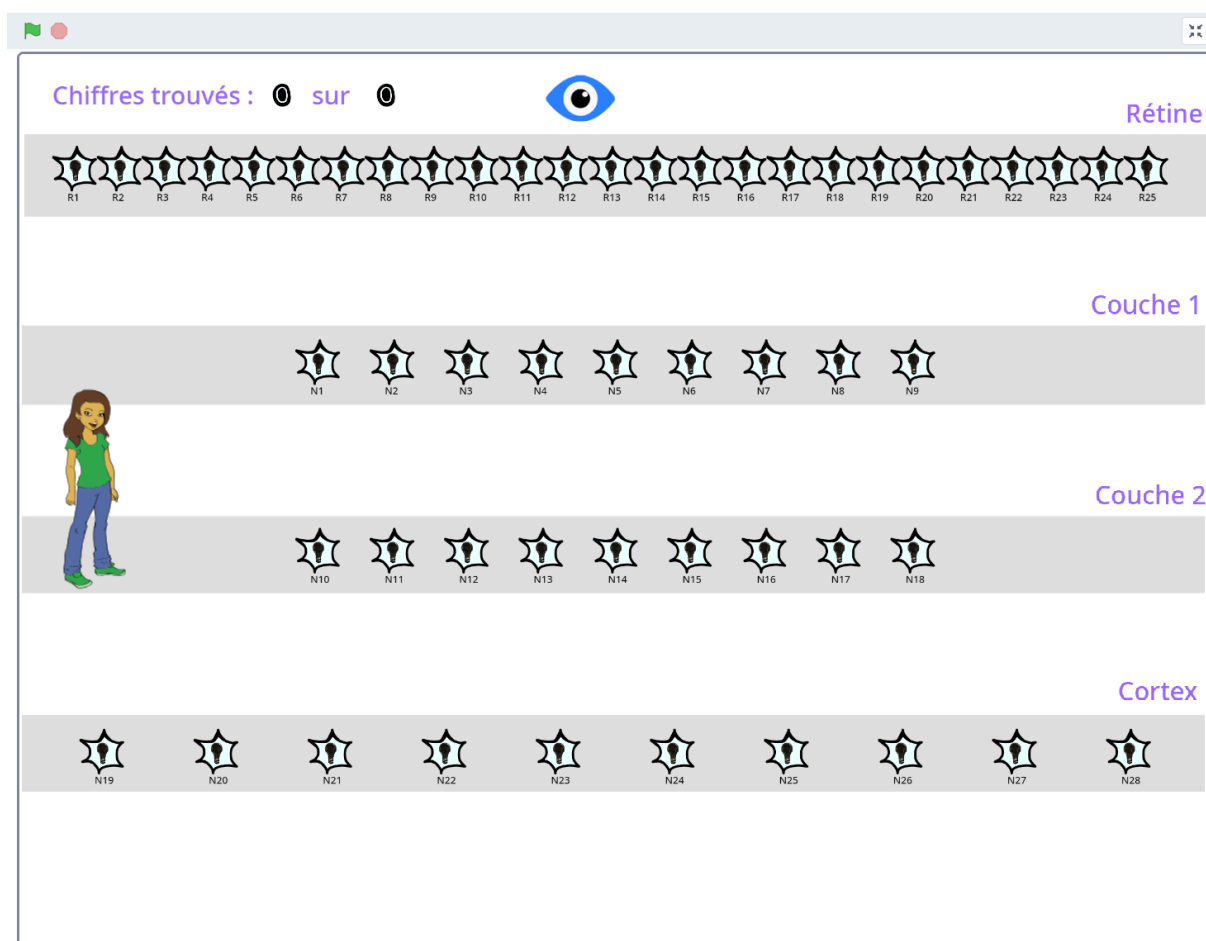 Chiffres trouvés : 0 sur 0
Rétine
R1 R2 R3 R4 R5 R6 R7 R8 R9 R10 R11 R12 R13 R14 R15 R16 R17 R18 R19 R20 R21 R22 R23 R24 R25
Couche 1
N1 N2 N3 N4 N5 N6 N7 N8 N9
Couche 2
N10 N11 N12 N13 N14 N15 N16 N17 N18
Cortex
N19 N20 N21 N22 N23 N24 N25 N26 N27 N28